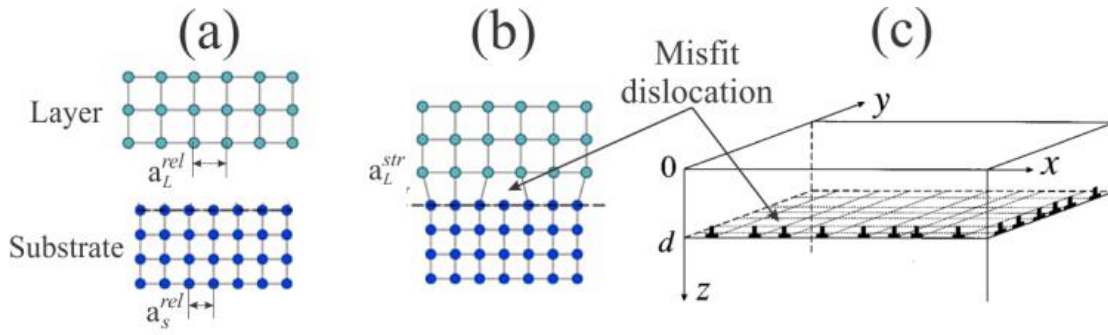 (a)
(b)
(c)
Misfit
dislocation
Layer
Substrate
a_L^{rel}
a_s^{rel}
a_L^{str}
y
0
x
d
z